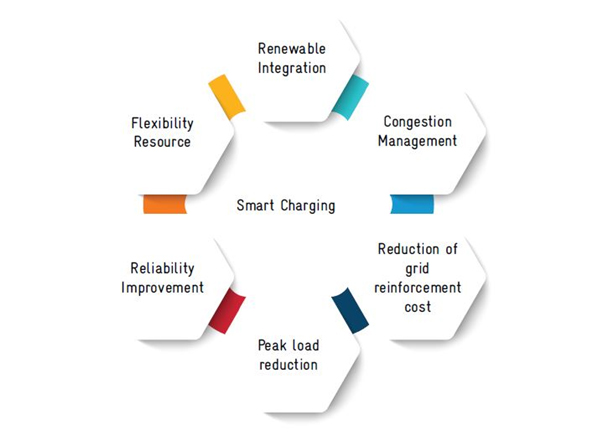 Renewable
Integration
Congestion
Management
Reduction of
grid
reinforcement
cost
Peak load
reduction
Reliability
Improvement
Flexibility
Resource
Smart Charging